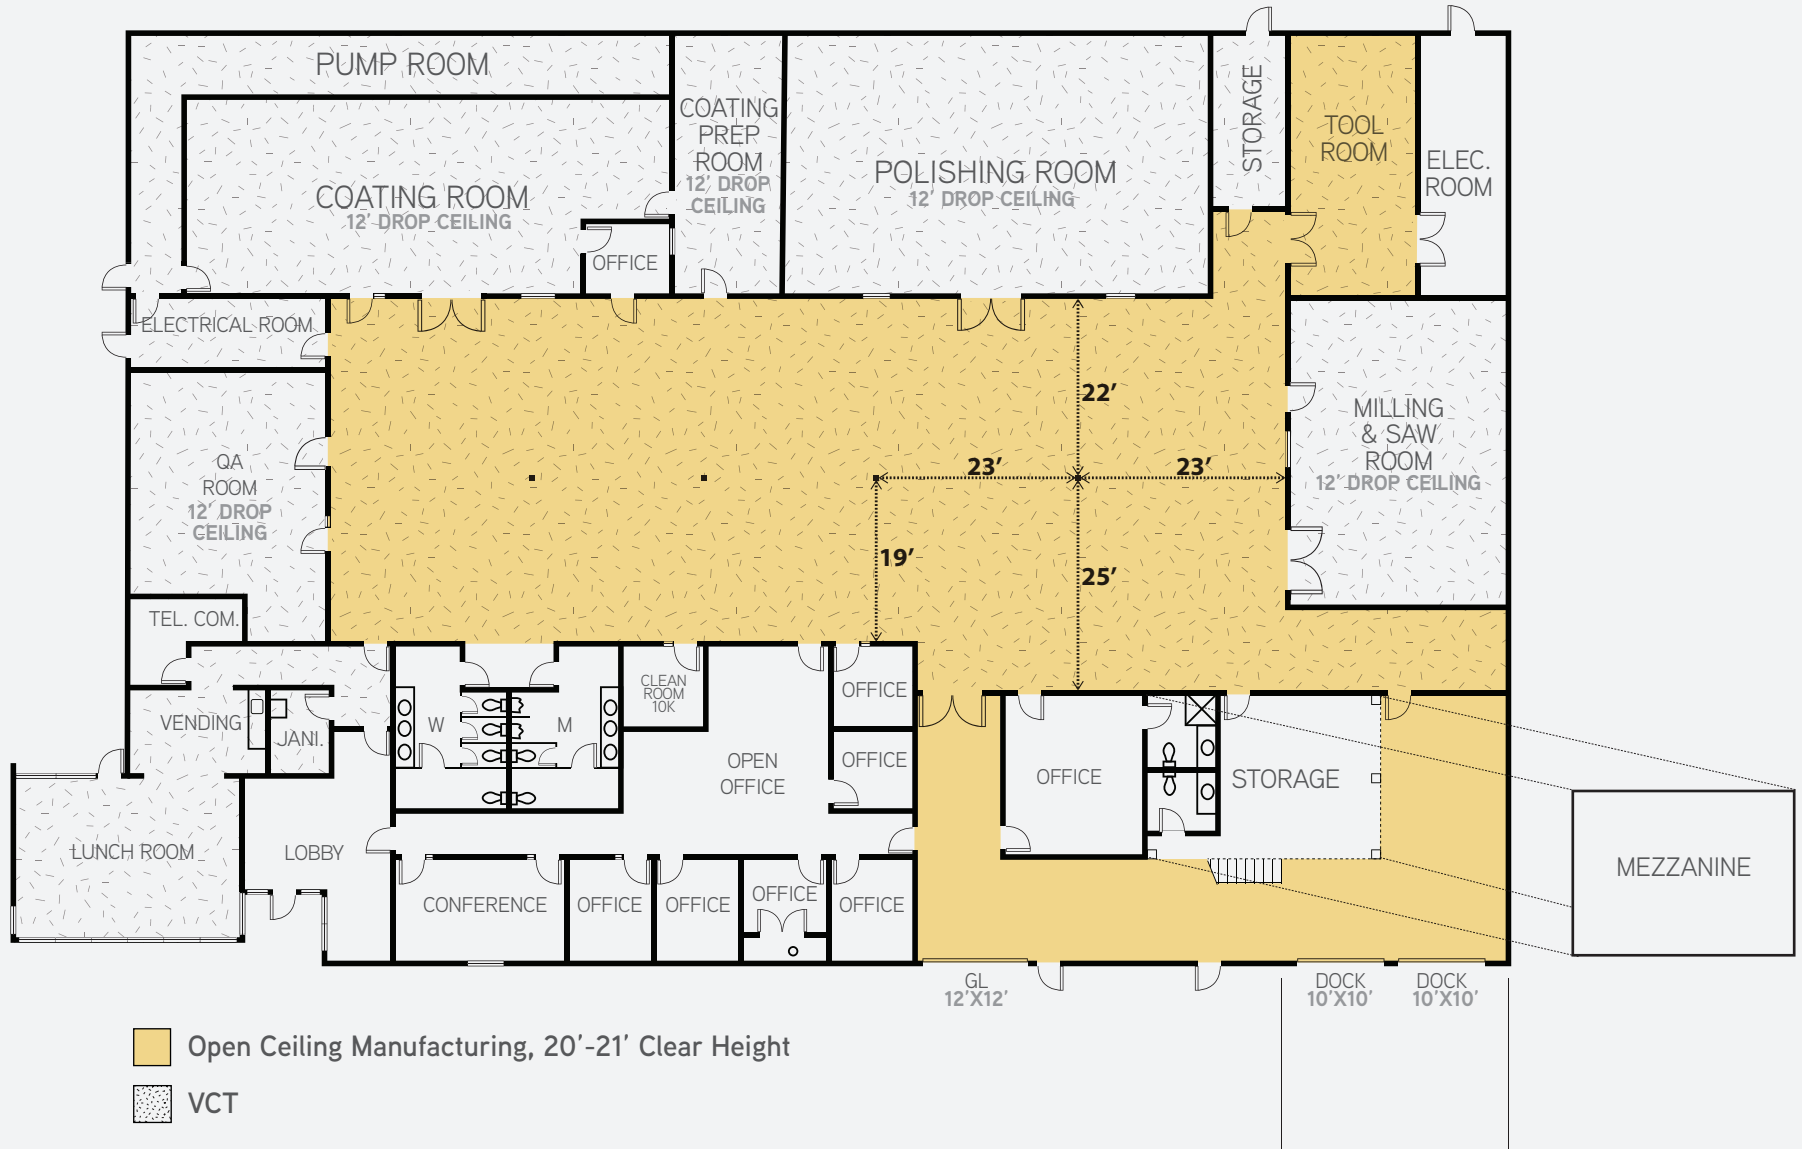 PUMP ROOM
COATING ROOM
12' DROP CEILING
OFFICE
COATING
PREP
ROOM
12' DROP
CEILING
POLISHING ROOM
12' DROP CEILING
STORAGE
TOOL
ROOM
ELEC.
ROOM
ELECTRICAL ROOM
22'
23'
23'
19'
25'
MILLING
& SAW
ROOM
12' DROP CEILING
QA
ROOM
12' DROP
CEILING
TEL. COM.
VENDING
JANI.
W
M
CLEAN
ROOM
10K
OFFICE
OPEN
OFFICE
OFFICE
OFFICE
STORAGE
LUNCH ROOM
LOBBY
CONFERENCE
OFFICE
OFFICE
OFFICE
OFFICE
MEZZANINE
GL
12'X12'
DOCK
10'X10'
DOCK
10'X10'
Open Ceiling Manufacturing, 20'-21' Clear Height
VCT